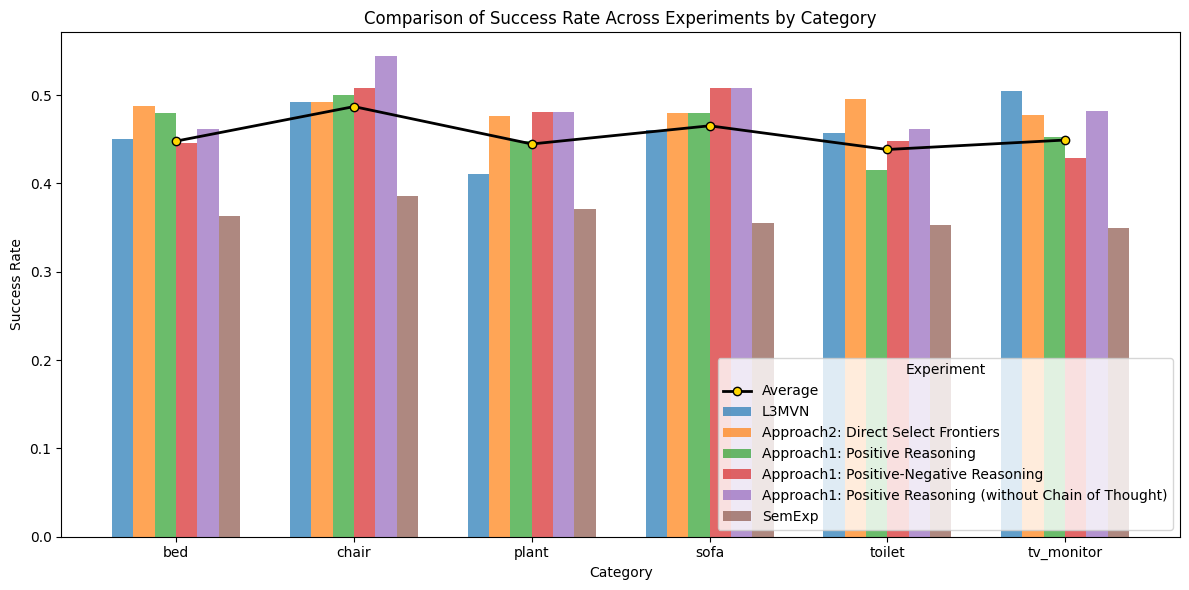 Comparison of Success Rate Across Experiments by Category
Success Rate
0.5
0.4
0.3
0.2
0.1
0.0
Experiment
Average
L3MVN
Approach2: Direct Select Frontiers
Approach1: Positive Reasoning
Approach1: Positive-Negative Reasoning
Approach1: Positive Reasoning (without Chain of Thought)
SemExp
bed chair plant sofa toilet tv_monitor
Category